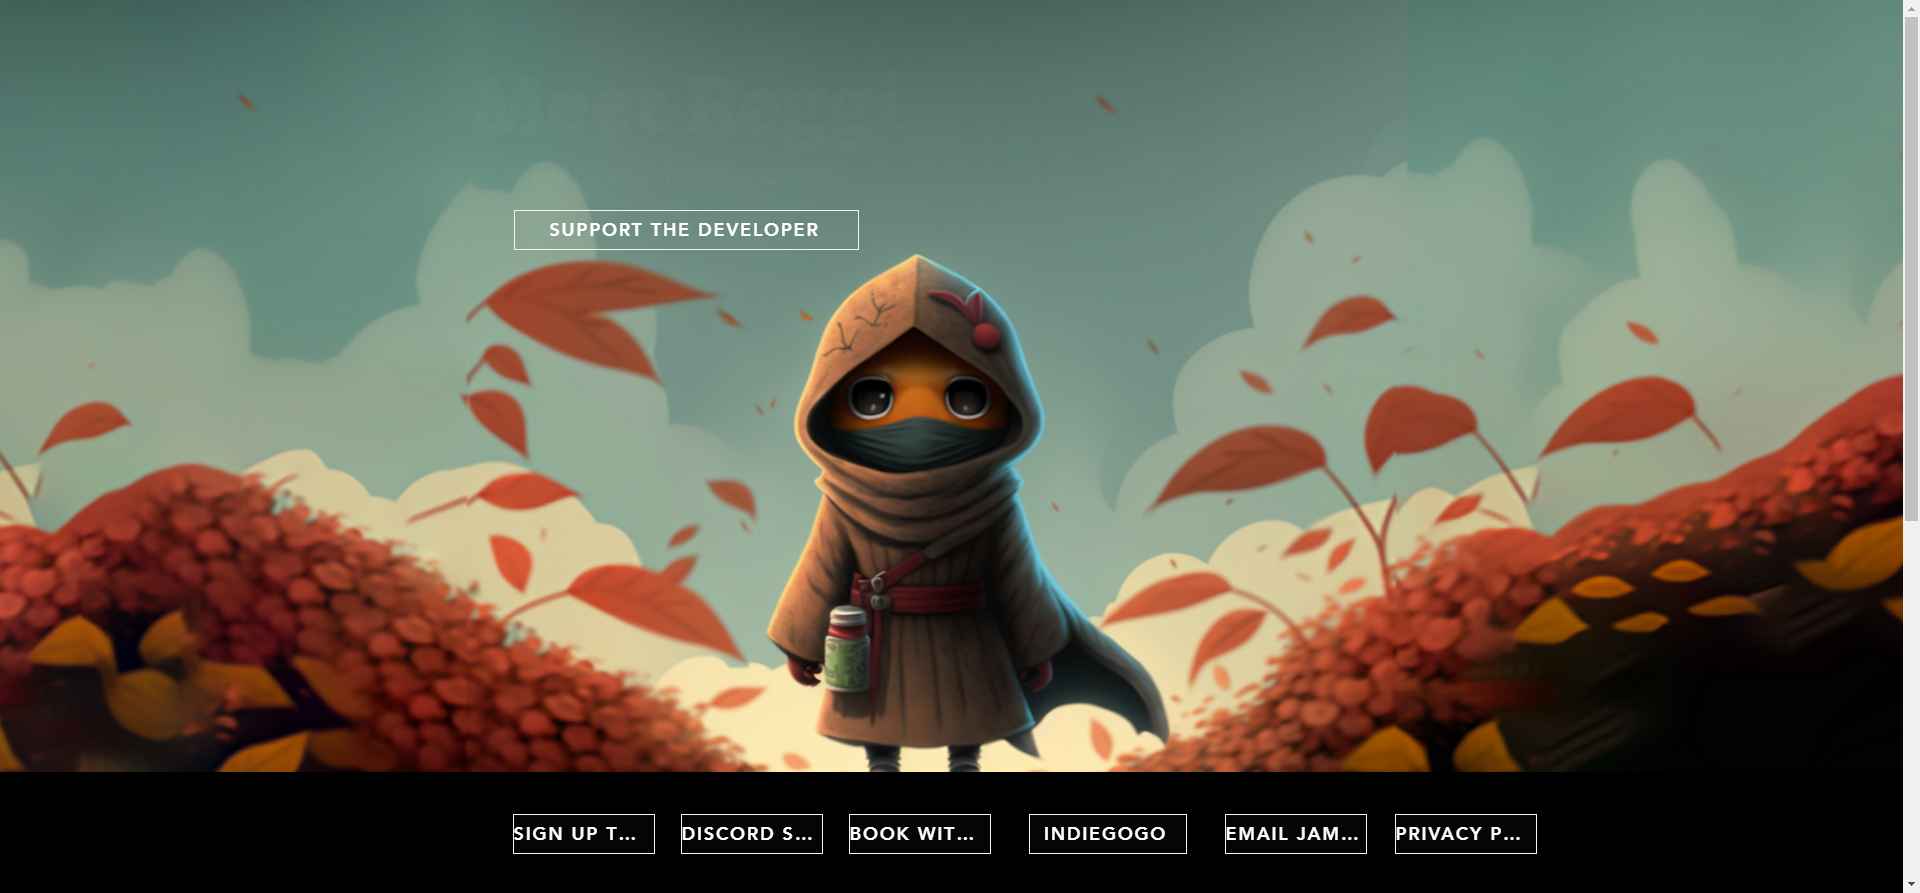 SUPPORT THE DEVELOPER
SIGN UP T...
DISCORD S...
BOOK WIT...
INDIEGOGO
EMAIL JAM...
PRIVACY P...